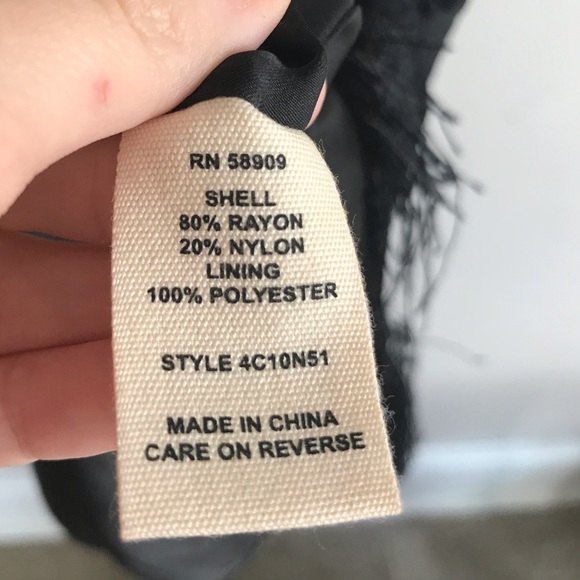 RN 58909
SHELL
80% RAYON
20% NYLON
LINING
100% POLYESTER
STYLE 4C10N51
MADE IN CHINA
CARE ON REVERSE